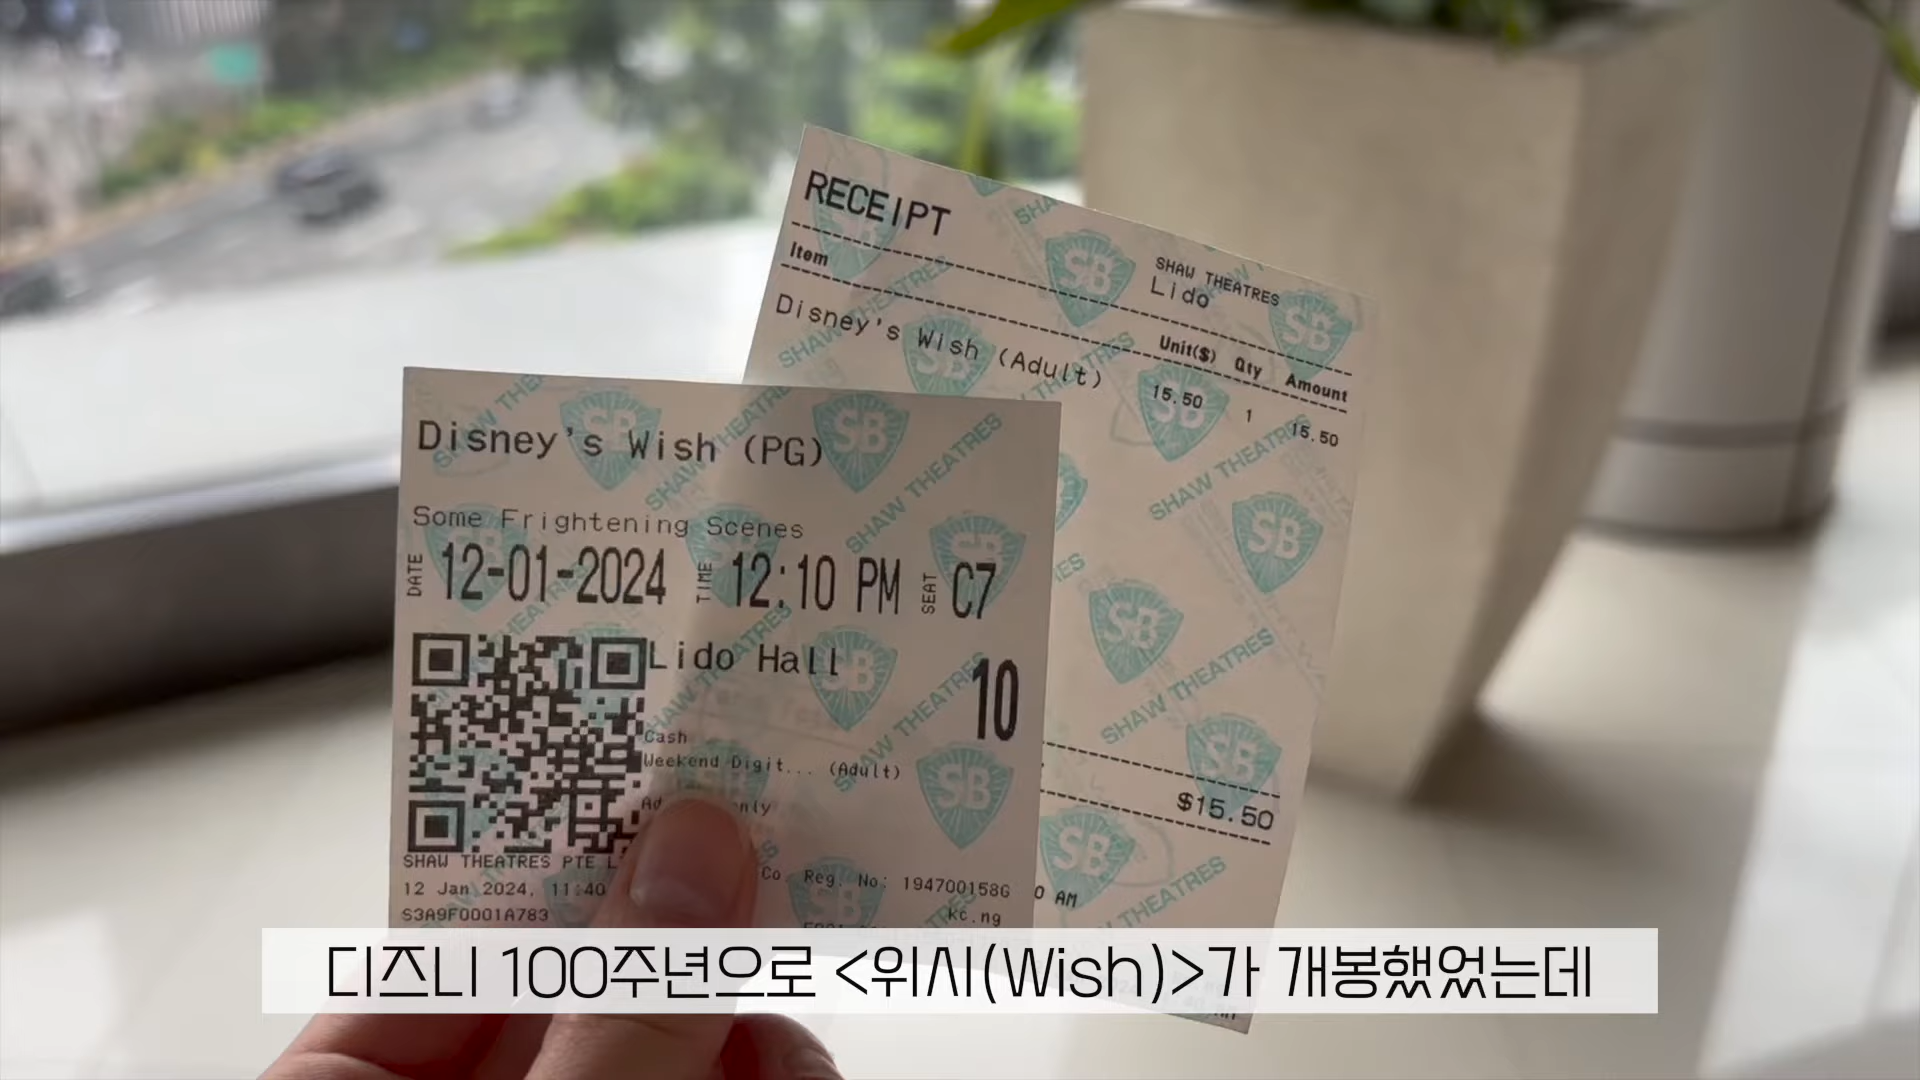 RECEIPT
SHAW THEATRES
Lido
Item
Unit($) Qty Amount
Disney's Wish (Adult)
15.50 1 15.50
$15.50
0 AM
Disney's Wish (PG)
Some Frightening Scenes
DATE 12-01-2024 TIME 12:10 PM SEAT C7
Lido Hall
10
Cash
Weekend Digit... (Adult)
SHAW THEATRES PTE
Co. Reg. No: 194700158G
12 Jan 2024, 11:40
S3A9F0001A783
kc.ng
디즈니 100주년으로 <위시(Wish)>가 개봉했었는데